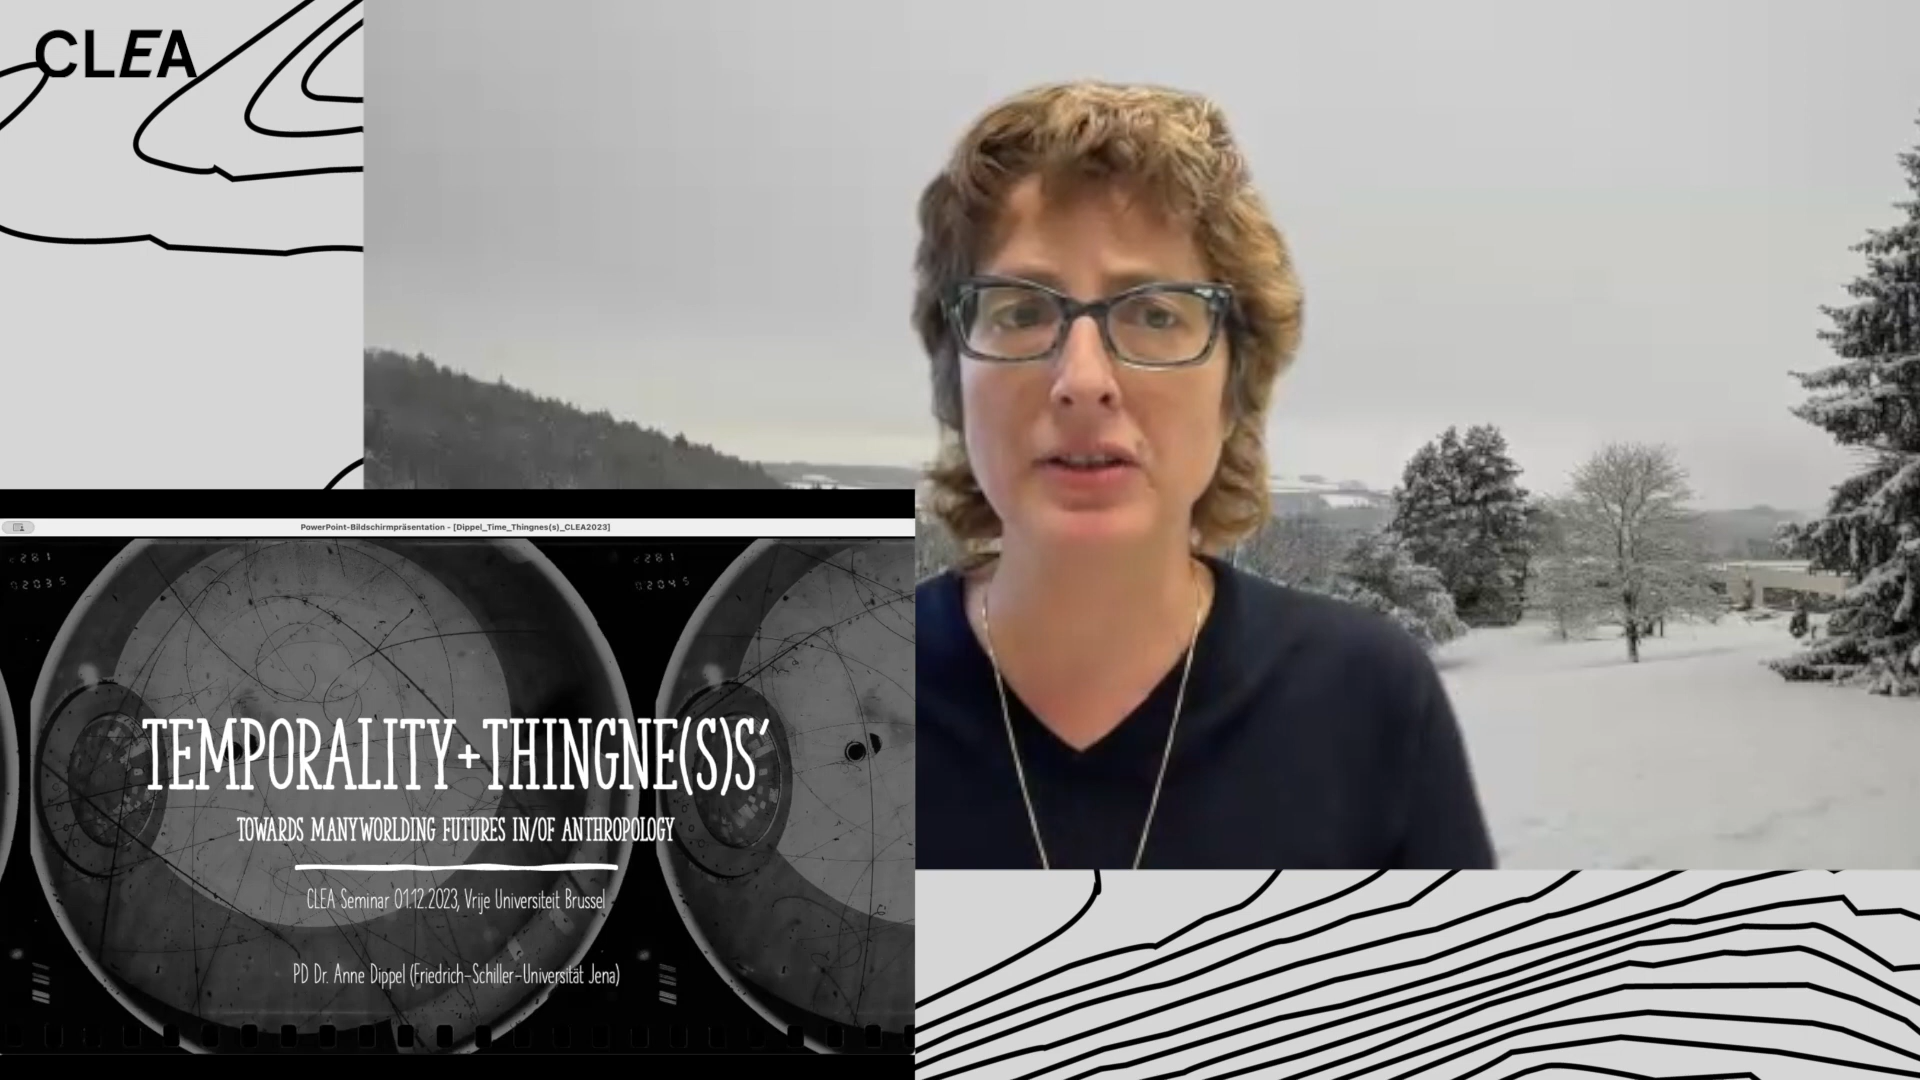 CLEA
PowerPoint-Bildschirmpräsentation - [Dippel_Time_Thingnes(s)_CLEA2023]
TEMPORALITY+THINGNE(S)S′
TOWARDS MANYWORLDING FUTURES IN/OF ANTHROPOLOGY
CLEA Seminar 01.12.2023, Vrije Universiteit Brussel
PD Dr. Anne Dippel (Friedrich-Schiller-Universität Jena)